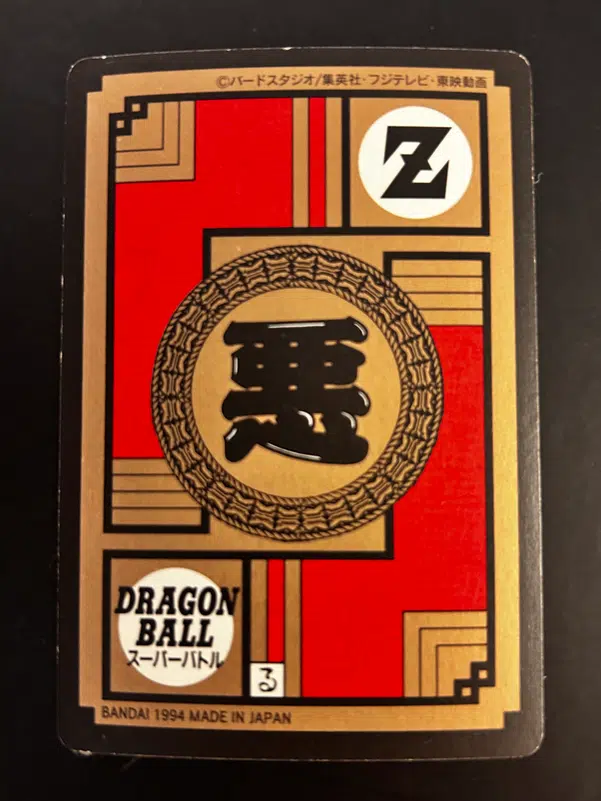 ©バードスタジオ/集英社・フジテレビ・東映動画
Z
悪
DRAGON
BALL
スーパーバトル
る
BANDAI 1994 MADE IN JAPAN